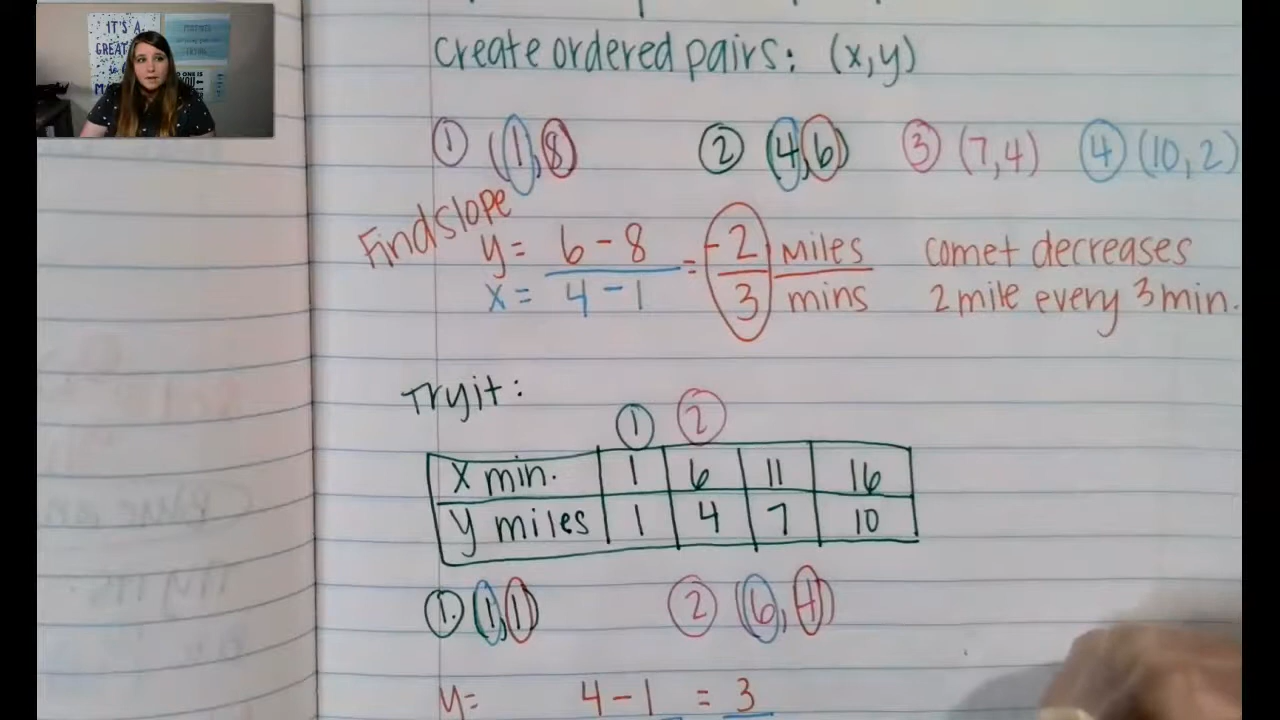 IT'S A
GREAT
create ordered pairs: (x,y)
① (1,8) ② (4,6) ③ (7,4) ④ (10,2)
Find slope
y = 6 - 8 = -2 miles comet decreases
x = 4 - 1 3 mins 2 mile every 3 min.
Try it:
① ②
x min. 1 6 11 16
y miles 1 4 7 10
①. (1,1) ② (6,4)
y= 4 - 1 = 3